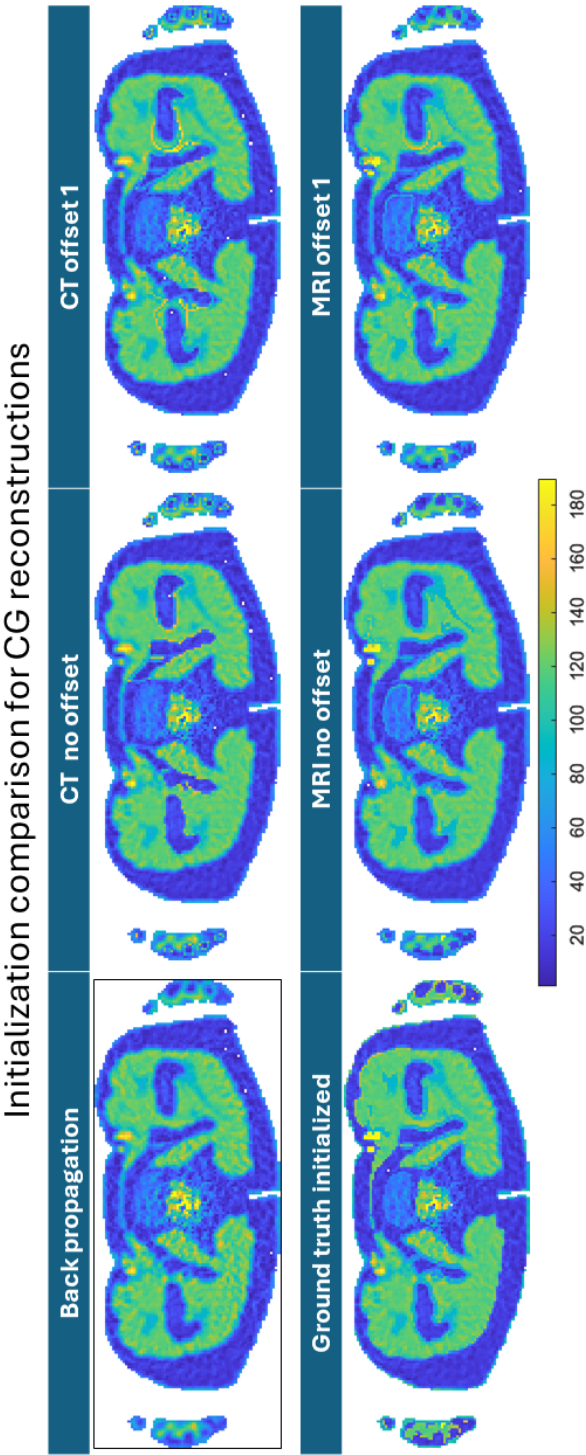 Initialization comparison for CG reconstructions
Back propagation
CT no offset
CT offset 1
Ground truth initialized
MRI no offset
MRI offset 1
20 40 60 80 100 120 140 160 180